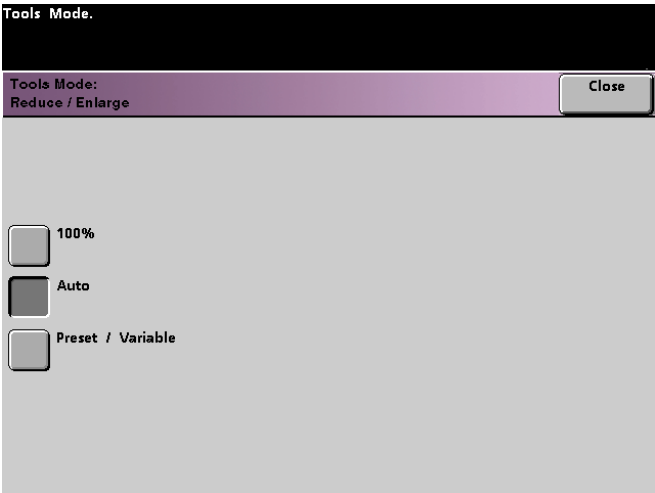 Tools Mode.
Tools Mode:
Reduce / Enlarge
Close
100%
Auto
Preset / Variable